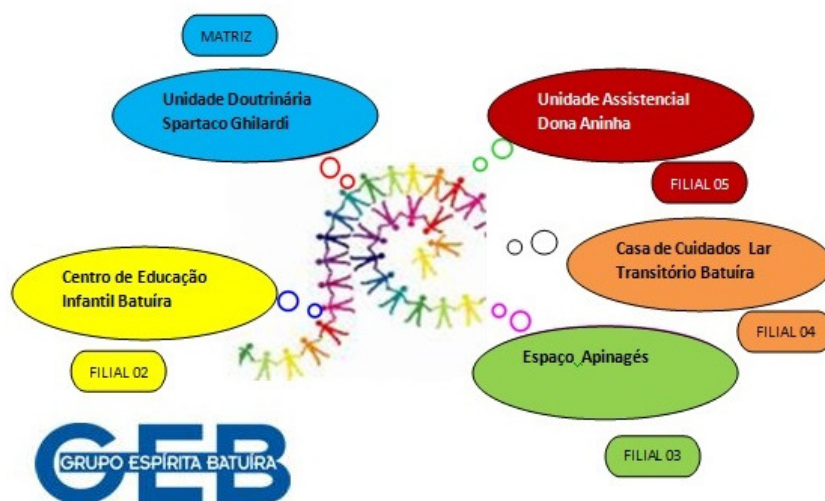 MATRIZ
Unidade Doutrinária
Spartaco Ghilardi
Unidade Assistencial
Dona Aninha
FILIAL 05
Casa de Cuidados Lar
Transitório Batuíra
FILIAL 04
Centro de Educação
Infantil Batuíra
FILIAL 02
Espaço Apinagés
FILIAL 03
GEB
GRUPO ESPÍRITA BATUÍRA